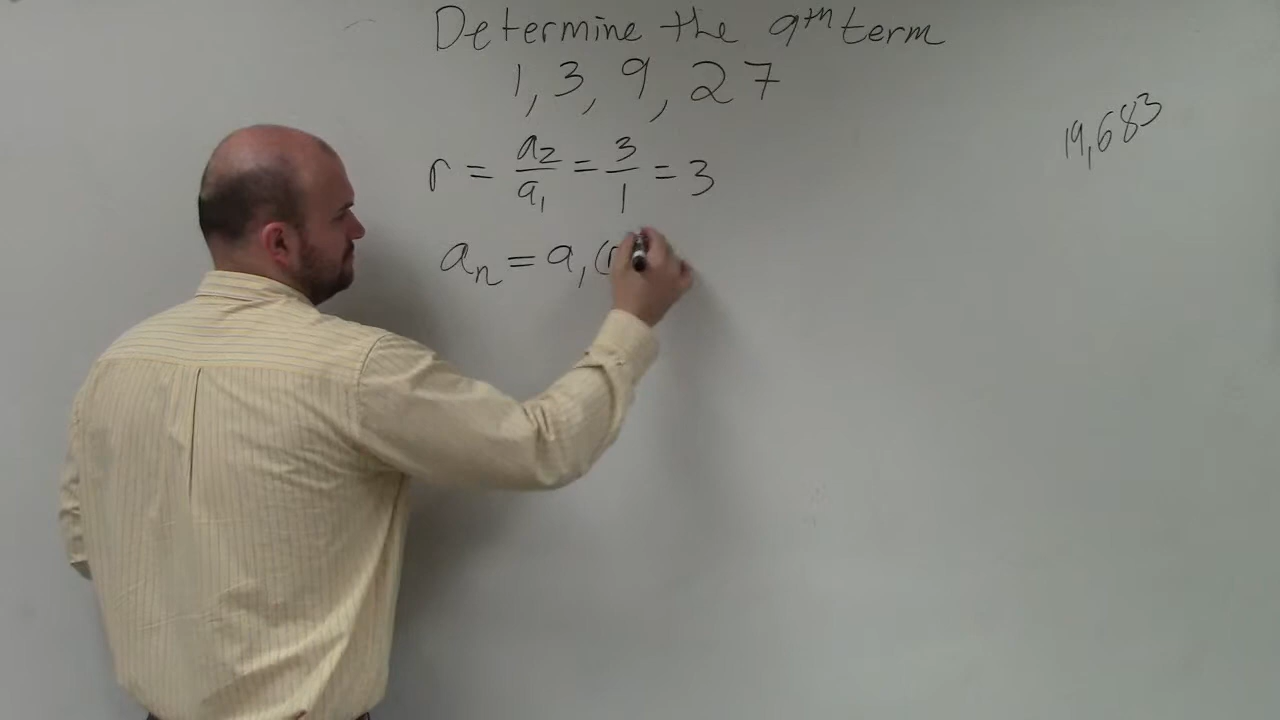 Determine the 9th term
1, 3, 9, 27
19,683
r = a2/a1 = 3/1 = 3
an = a1(r